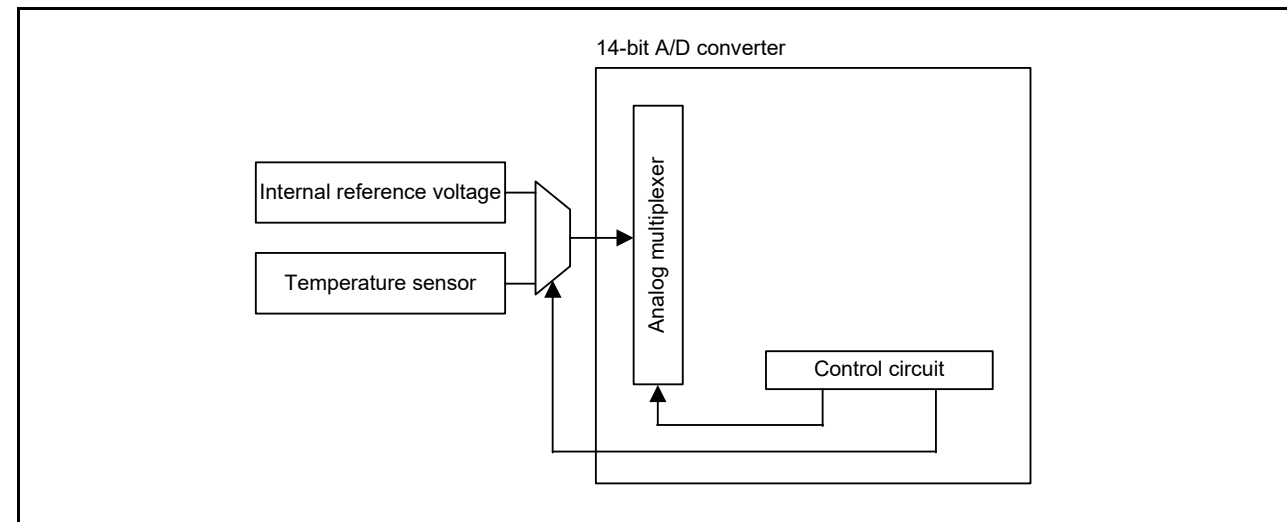 14-bit A/D converter
Internal reference voltage
Temperature sensor
Analog multiplexer
Control circuit